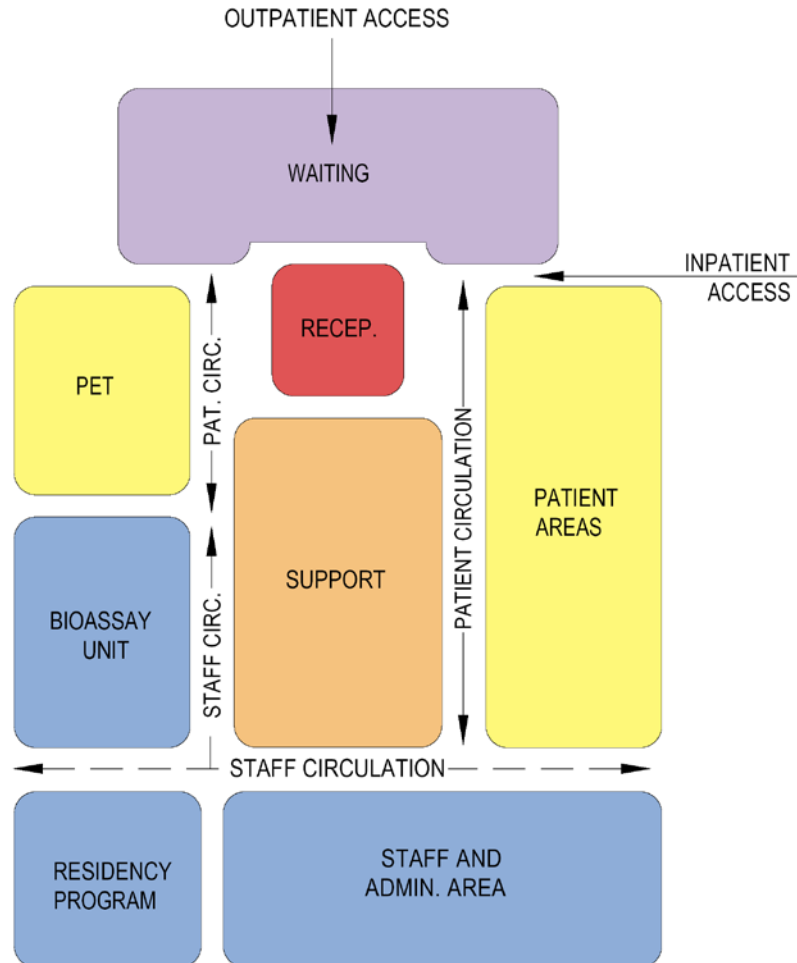 OUTPATIENT ACCESS
WAITING
INPATIENT
ACCESS
RECEP.
PET
PAT. CIRC.
PATIENT CIRCULATION
PATIENT
AREAS
SUPPORT
BIOASSAY
UNIT
STAFF CIRC.
STAFF CIRCULATION
RESIDENCY
PROGRAM
STAFF AND
ADMIN. AREA